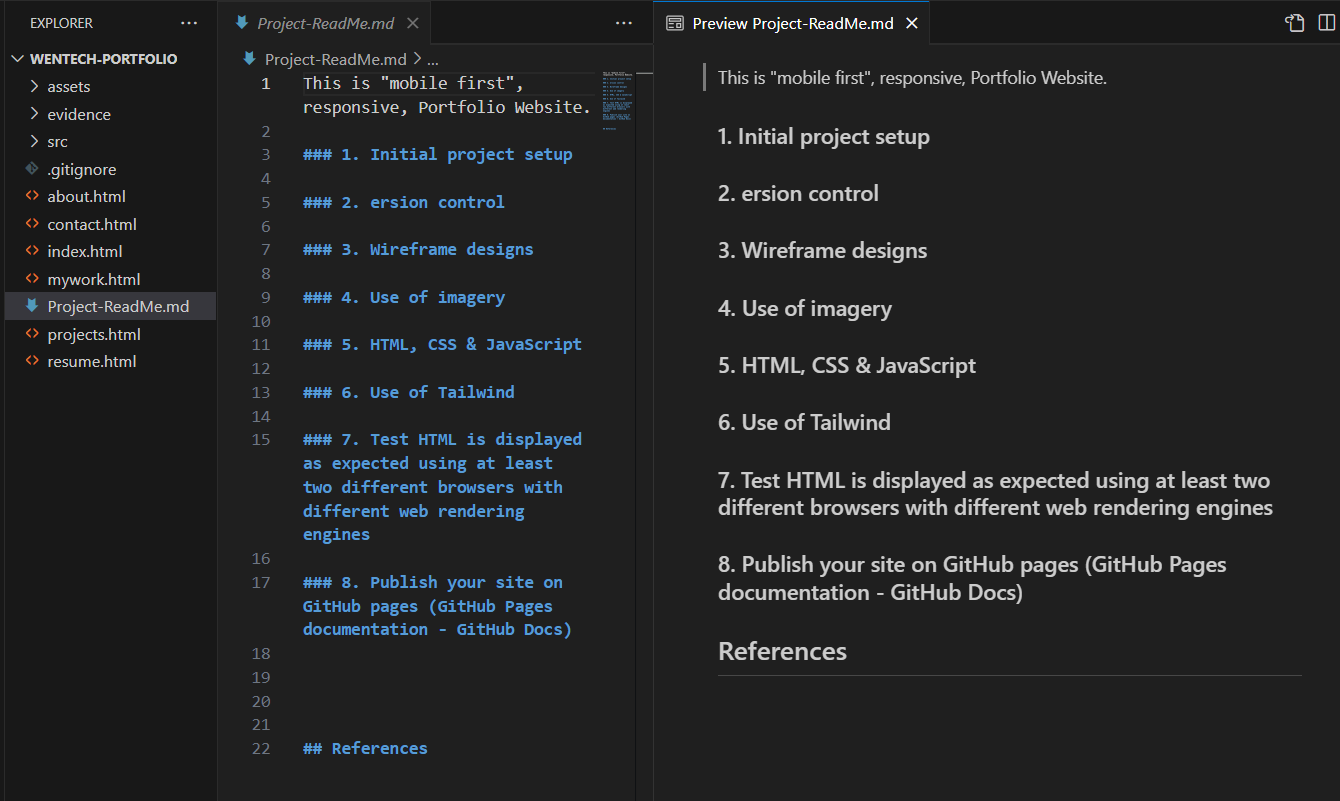 EXPLORER
WENTECH-PORTFOLIO
assets
evidence
src
.gitignore
about.html
contact.html
index.html
mywork.html
Project-ReadMe.md
projects.html
resume.html
Project-ReadMe.md
Project-ReadMe.md > ...
1 This is "mobile first",
responsive, Portfolio Website.
2
3 ### 1. Initial project setup
4
5 ### 2. ersion control
6
7 ### 3. Wireframe designs
8
9 ### 4. Use of imagery
10
11 ### 5. HTML, CSS & JavaScript
12
13 ### 6. Use of Tailwind
14
15 ### 7. Test HTML is displayed
as expected using at least
two different browsers with
different web rendering
engines
16
17 ### 8. Publish your site on
GitHub pages (GitHub Pages
documentation - GitHub Docs)
18
19
20
21
22 ## References
Preview Project-ReadMe.md
This is "mobile first", responsive, Portfolio Website.
1. Initial project setup
2. ersion control
3. Wireframe designs
4. Use of imagery
5. HTML, CSS & JavaScript
6. Use of Tailwind
7. Test HTML is displayed as expected using at least two
different browsers with different web rendering engines
8. Publish your site on GitHub pages (GitHub Pages
documentation - GitHub Docs)
References